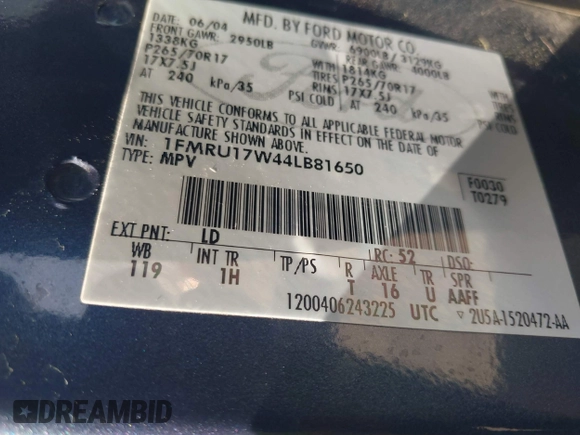 MFD. BY FORD MOTOR CO.
DATE: 06/04 GVWR: 6900LB/3129KG
FRONT GAWR: 2950LB REAR GAWR: 4000LB
1338KG WITH 1814KG WITH
P265/70R17 TIRES P265/70R17
17X7.5J RIMS 17X7.5J
AT 240 kPa/35 PSI COLD AT 240 kPa/35 PSI COLD
THIS VEHICLE CONFORMS TO ALL APPLICABLE FEDERAL MOTOR
VEHICLE SAFETY STANDARDS IN EFFECT ON THE DATE OF
MANUFACTURE SHOWN ABOVE.
VIN: 1FMRU17W44LB81650
TYPE: MPV
F0030
T0279
EXT PNT: LD RC: 52 DSO:
WB INT TR TP/PS R AXLE TR SPR
119 1H T 16 U AAFF
1200406243225 UTC ▽ 2U5A-1520472-AA
DREAMBID